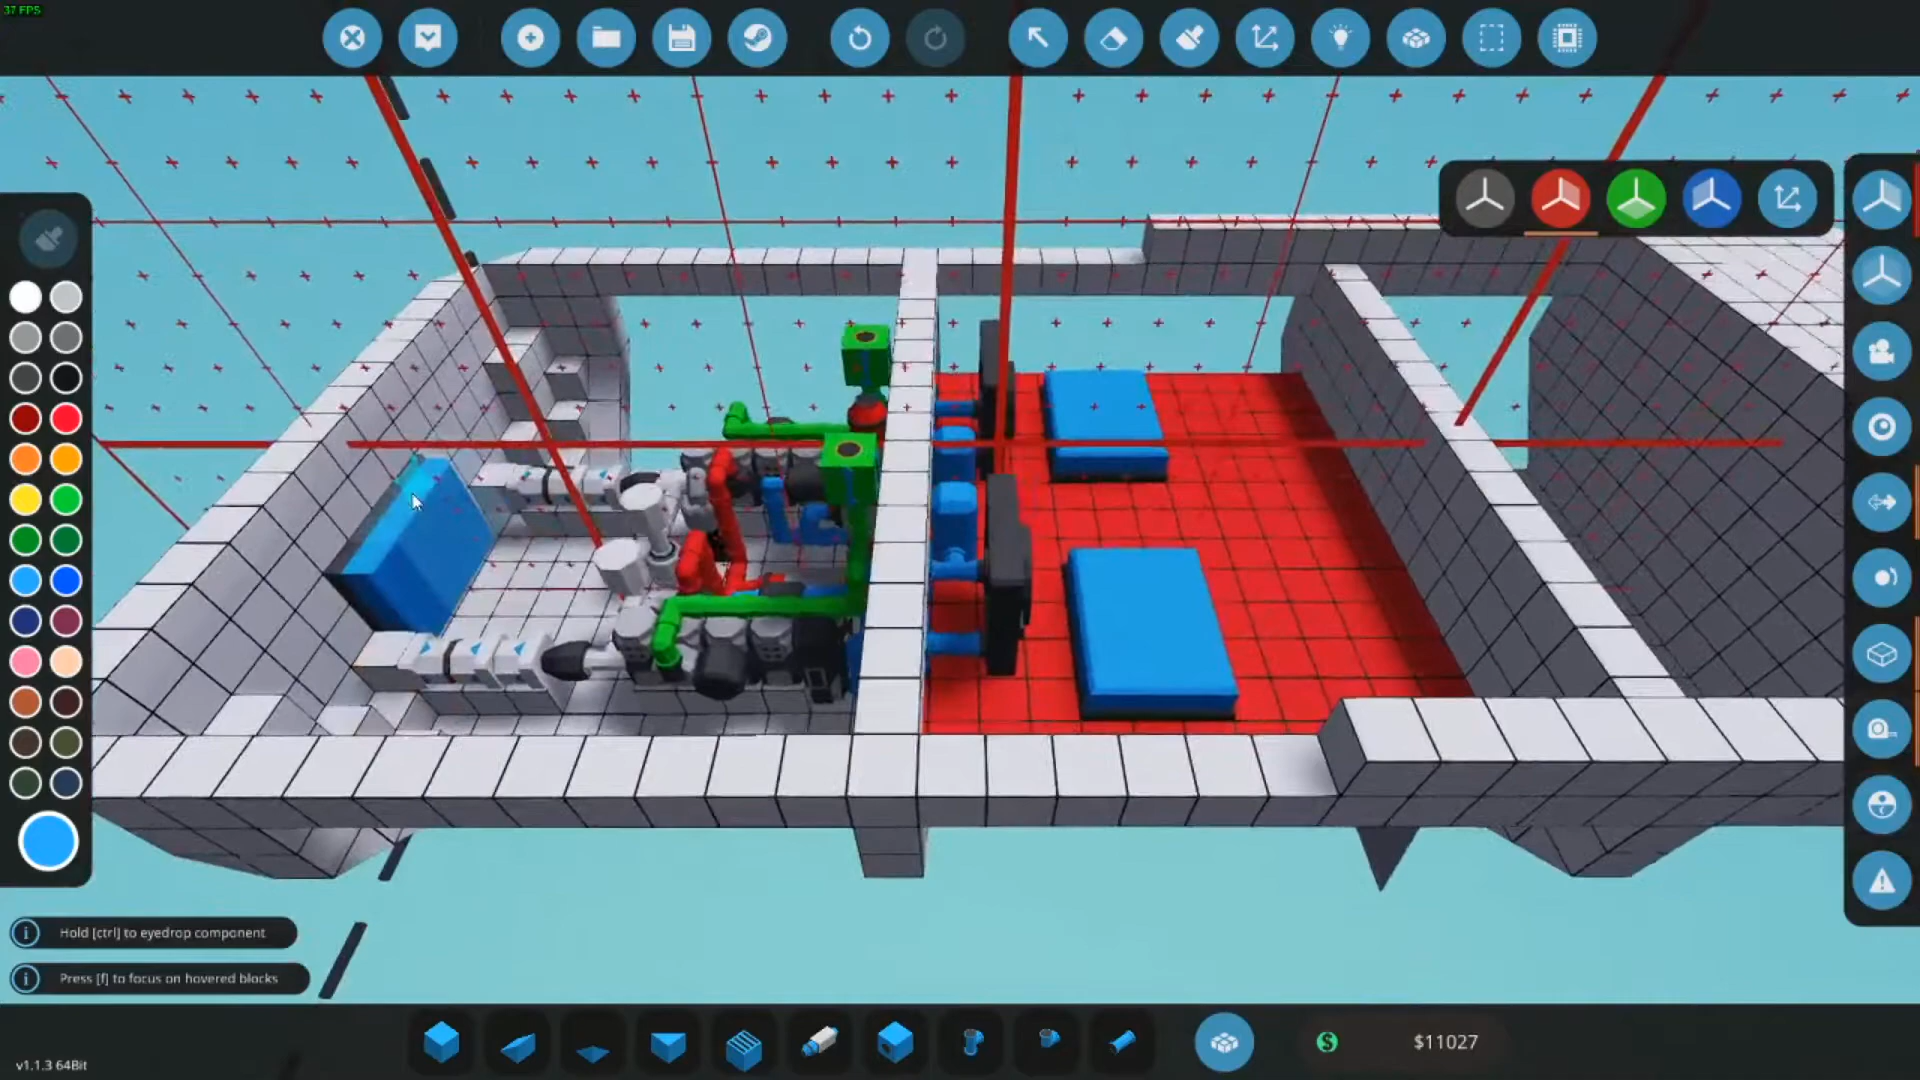 37 FPS
Hold [ctrl] to eyedrop component
Press [f] to focus on hovered blocks
v1.1.3 64Bit
$11027